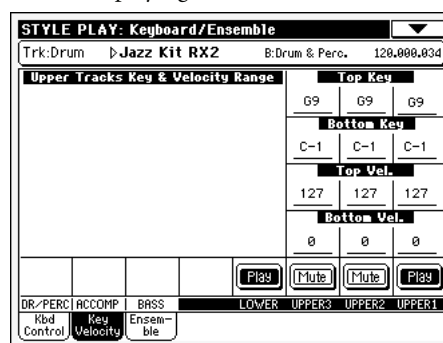 STYLE PLAY: Keyboard/Ensemble
Trk:Drum ▷Jazz Kit RX2 B:Drum & Perc. 120.000.034
Upper Tracks Key & Velocity Range
Top Key
G9 G9 G9
Bottom Key
C-1 C-1 C-1
Top Vel.
127 127 127
Bottom Vel.
0 0 0
Play Mute Mute Play
DR/PERC ACCOMP BASS LOWER UPPER3 UPPER2 UPPER1
Kbd Control Key Velocity Ensem-ble